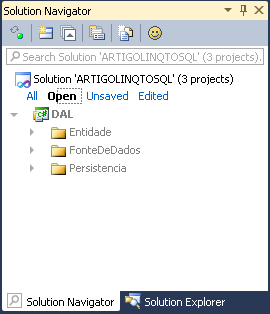 Solution Navigator
Search Solution 'ARTIGOLINQTOSQL' (3 projects).
Solution 'ARTIGOLINQTOSQL' (3 projects)
All Open Unsaved Edited
DAL
Entidade
FonteDeDados
Persistencia
Solution Navigator Solution Explorer